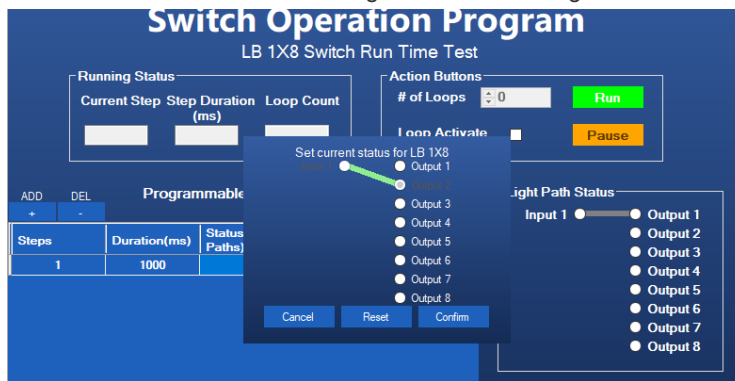 Switch Operation Program
LB 1X8 Switch Run Time Test
Running Status
Current Step Step Duration (ms) Loop Count
Action Buttons
# of Loops 0 Run
Loop Activate Pause
Set current status for LB 1X8
Input 1 Output 1
Output 2
Output 3
Output 4
Output 5
Output 6
Output 7
Output 8
Cancel Reset Confirm
ADD DEL Programmable
+ -
Steps Duration(ms) Status Paths)
1 1000
Light Path Status
Input 1 Output 1
Output 2
Output 3
Output 4
Output 5
Output 6
Output 7
Output 8